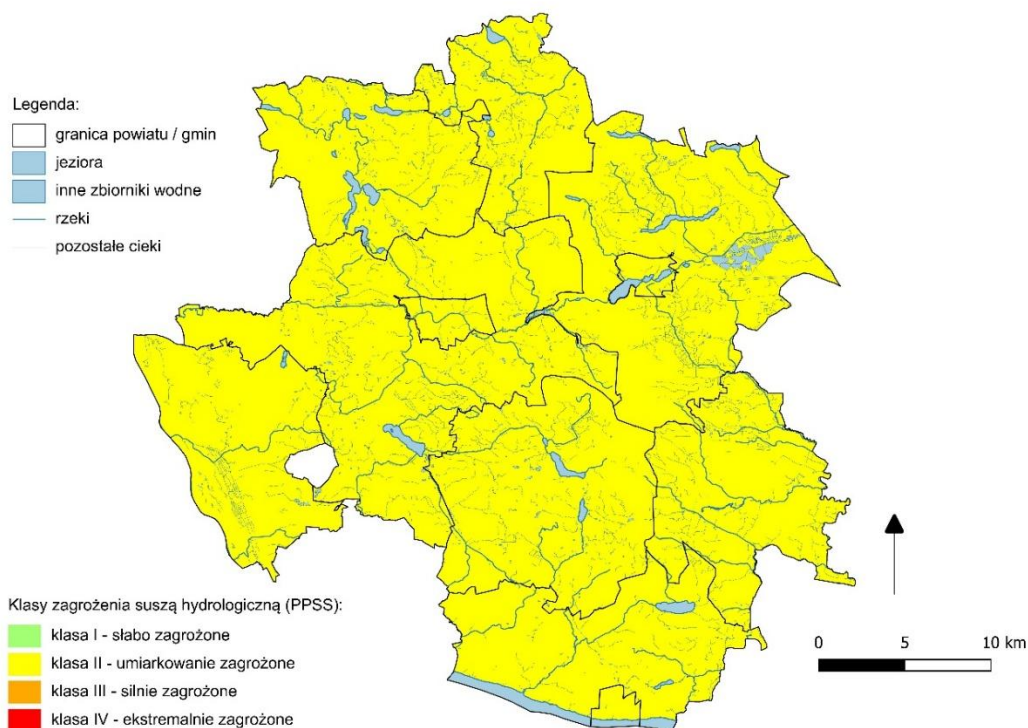 Legenda:
granica powiatu / gmin
jeziora
inne zbiorniki wodne
rzeki
pozostałe cieki
Klasy zagrożenia suszą hydrologiczną (PPSS):
klasa I - słabo zagrożone
klasa II - umiarkowanie zagrożone
klasa III - silnie zagrożone
klasa IV - ekstremalnie zagrożone
0 5 10 km